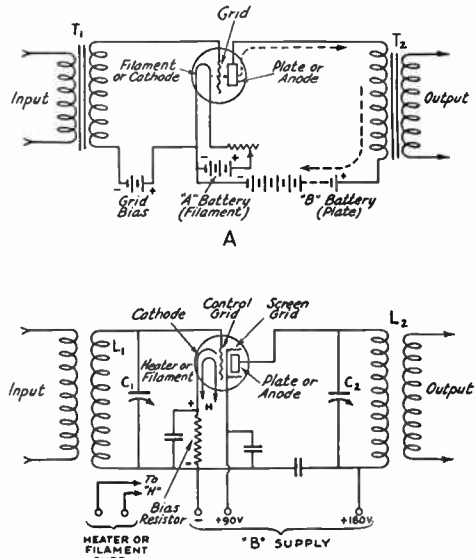 Grid
T1
Filament
or Cathode
Plate or
Anode
T2
Input
Output
- +
Grid
Bias
- +
"A" Battery
(Filament)
- +
"B" Battery
(Plate)
A
Cathode
Control
Grid
Screen
Grid
L1
L2
Input
Heater or
Filament
H
Plate or
Anode
C1
C2
Output
+
-
To
"H"
Bias
Resistor
- +90V +180V
HEATER OR
FILAMENT
"B" SUPPLY